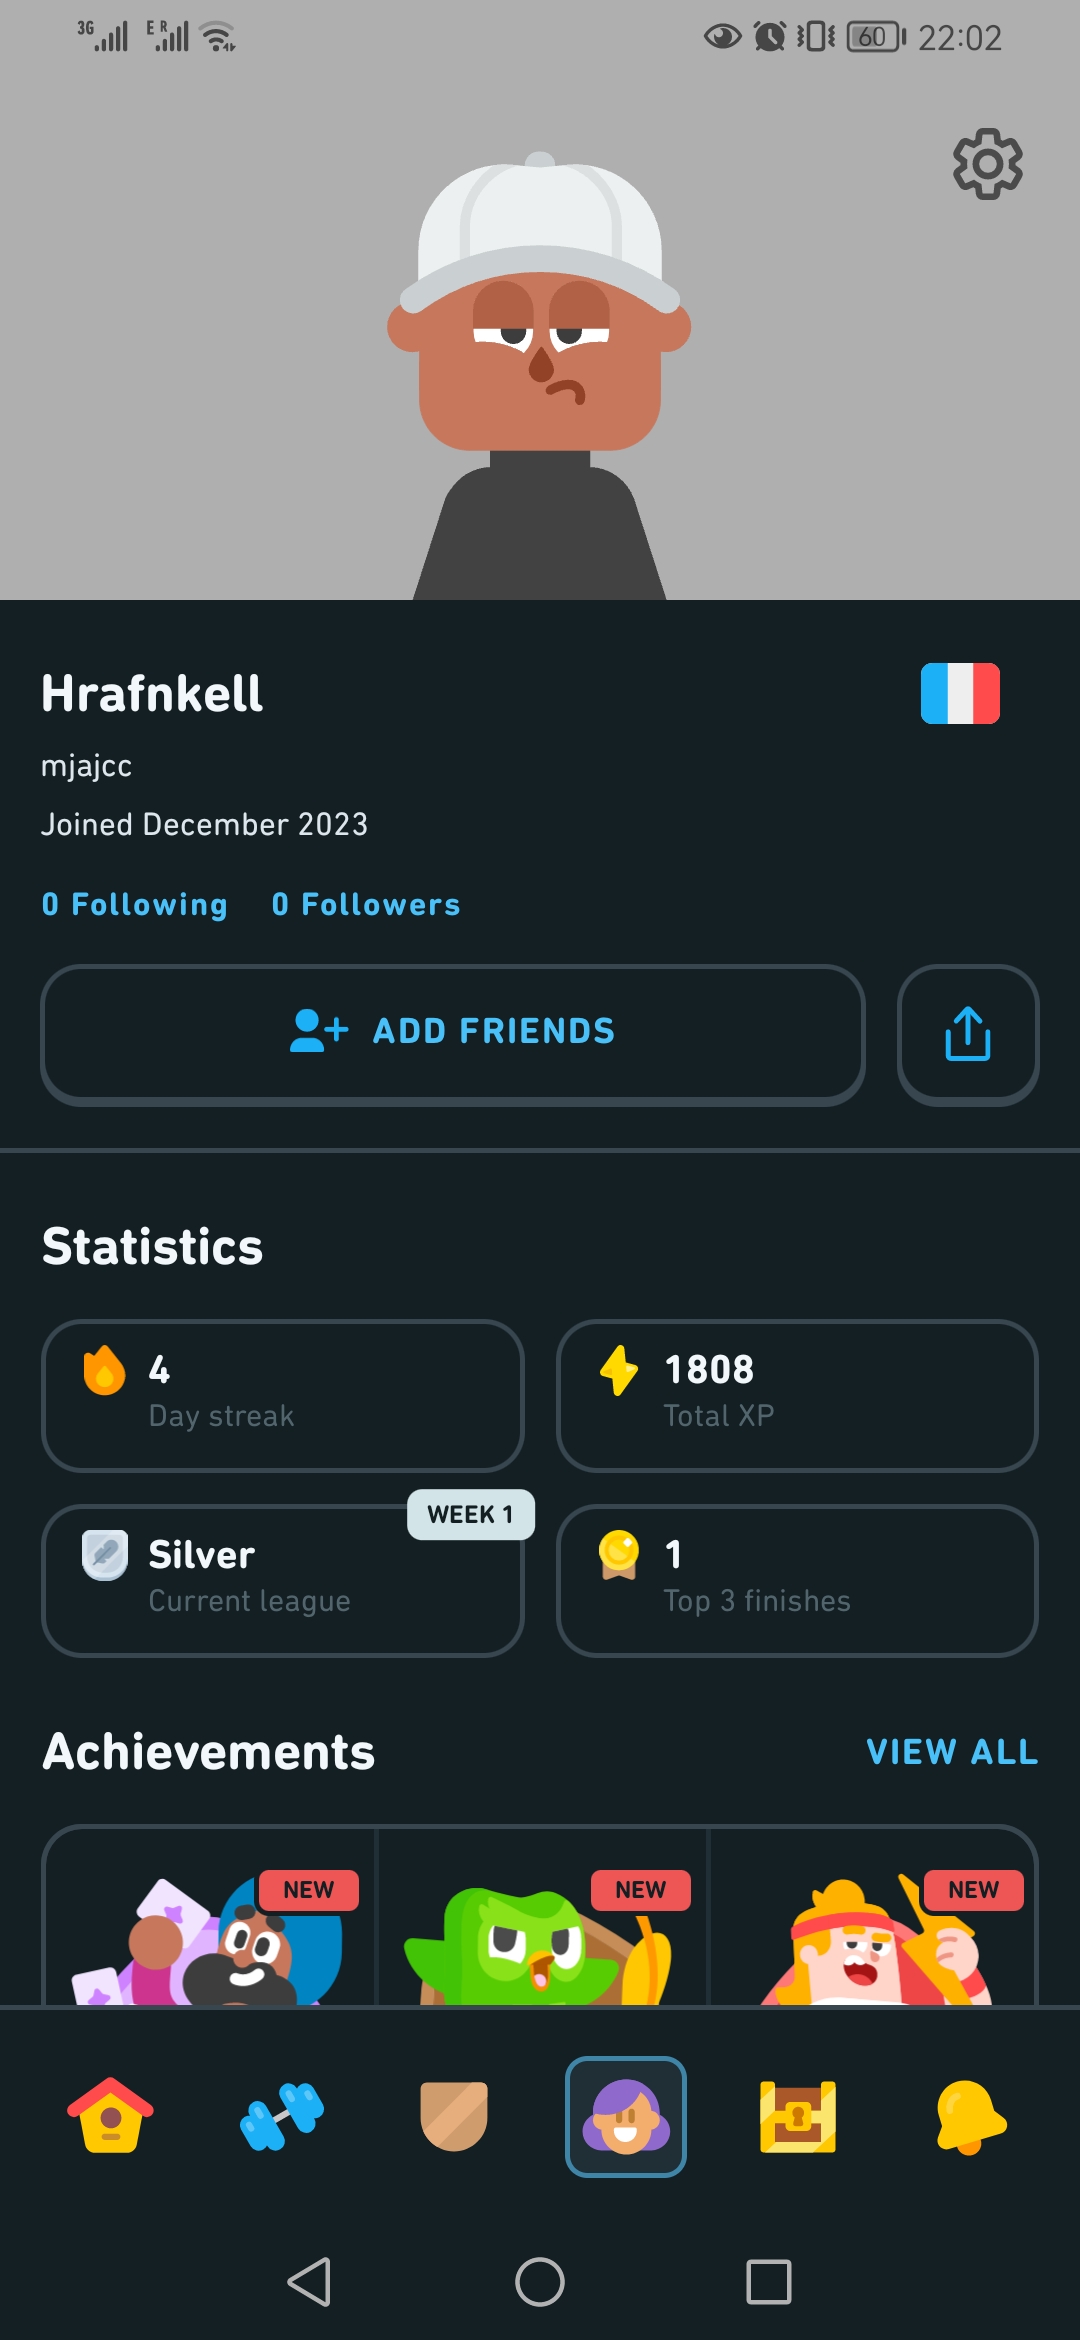 3G E R 60 22:02
Hrafnkell
mjajcc
Joined December 2023
0 Following 0 Followers
ADD FRIENDS
Statistics
4
Day streak
1808
Total XP
WEEK 1
Silver
Current league
1
Top 3 finishes
Achievements VIEW ALL
NEW NEW NEW